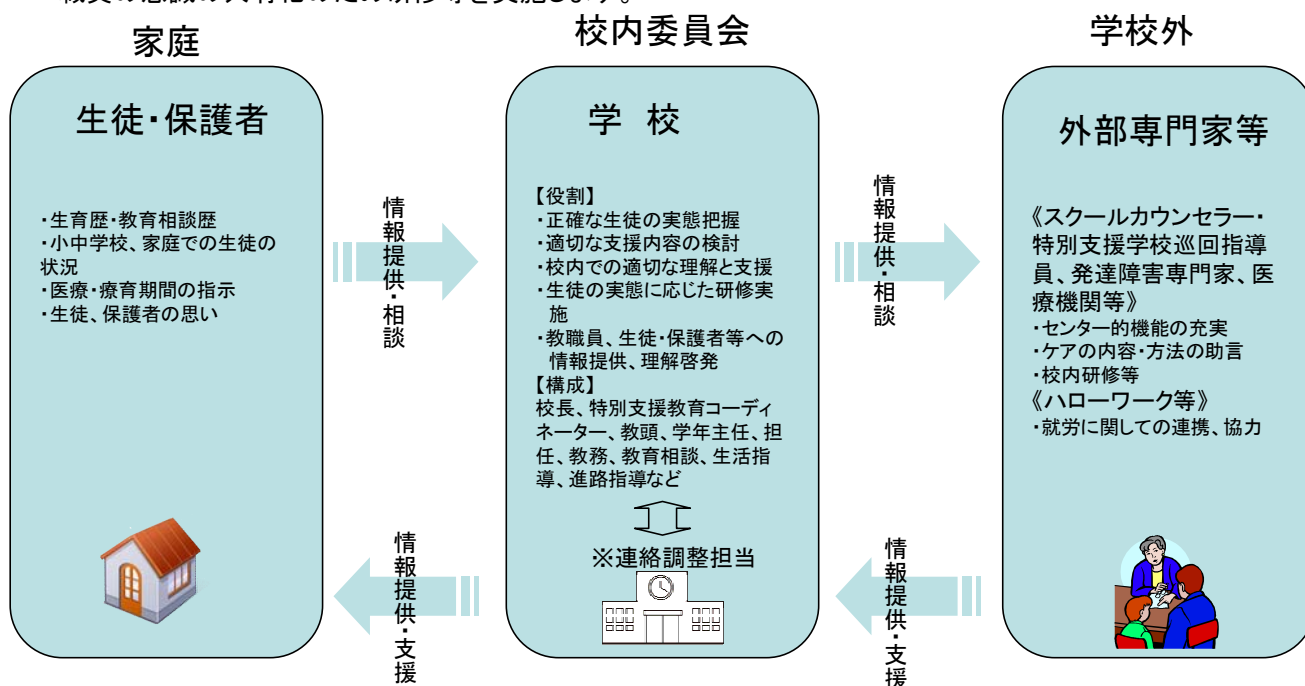 家庭
校内委員会
学校外
生徒・保護者
・生育歴・教育相談歴
・小中学校、家庭での生徒の
状況
・医療・療育期間の指示
・生徒、保護者の思い
情報提供・相談
情報提供・支援
学 校
【役割】
・正確な生徒の実態把握
・適切な支援内容の検討
・校内での適切な理解と支援
・生徒の実態に応じた研修実
施
・教職員、生徒・保護者等への
情報提供、理解啓発
【構成】
校長、特別支援教育コーディ
ネーター、教頭、学年主任、担
任、教務、教育相談、生活指
導、進路指導など
※連絡調整担当
情報提供・相談
情報提供・支援
外部専門家等
《スクールカウンセラー・
特別支援学校巡回指導
員、発達障害専門家、医
療機関等》
・センター的機能の充実
・ケアの内容・方法の助言
・校内研修等
《ハローワーク等》
・就労に関しての連携、協力